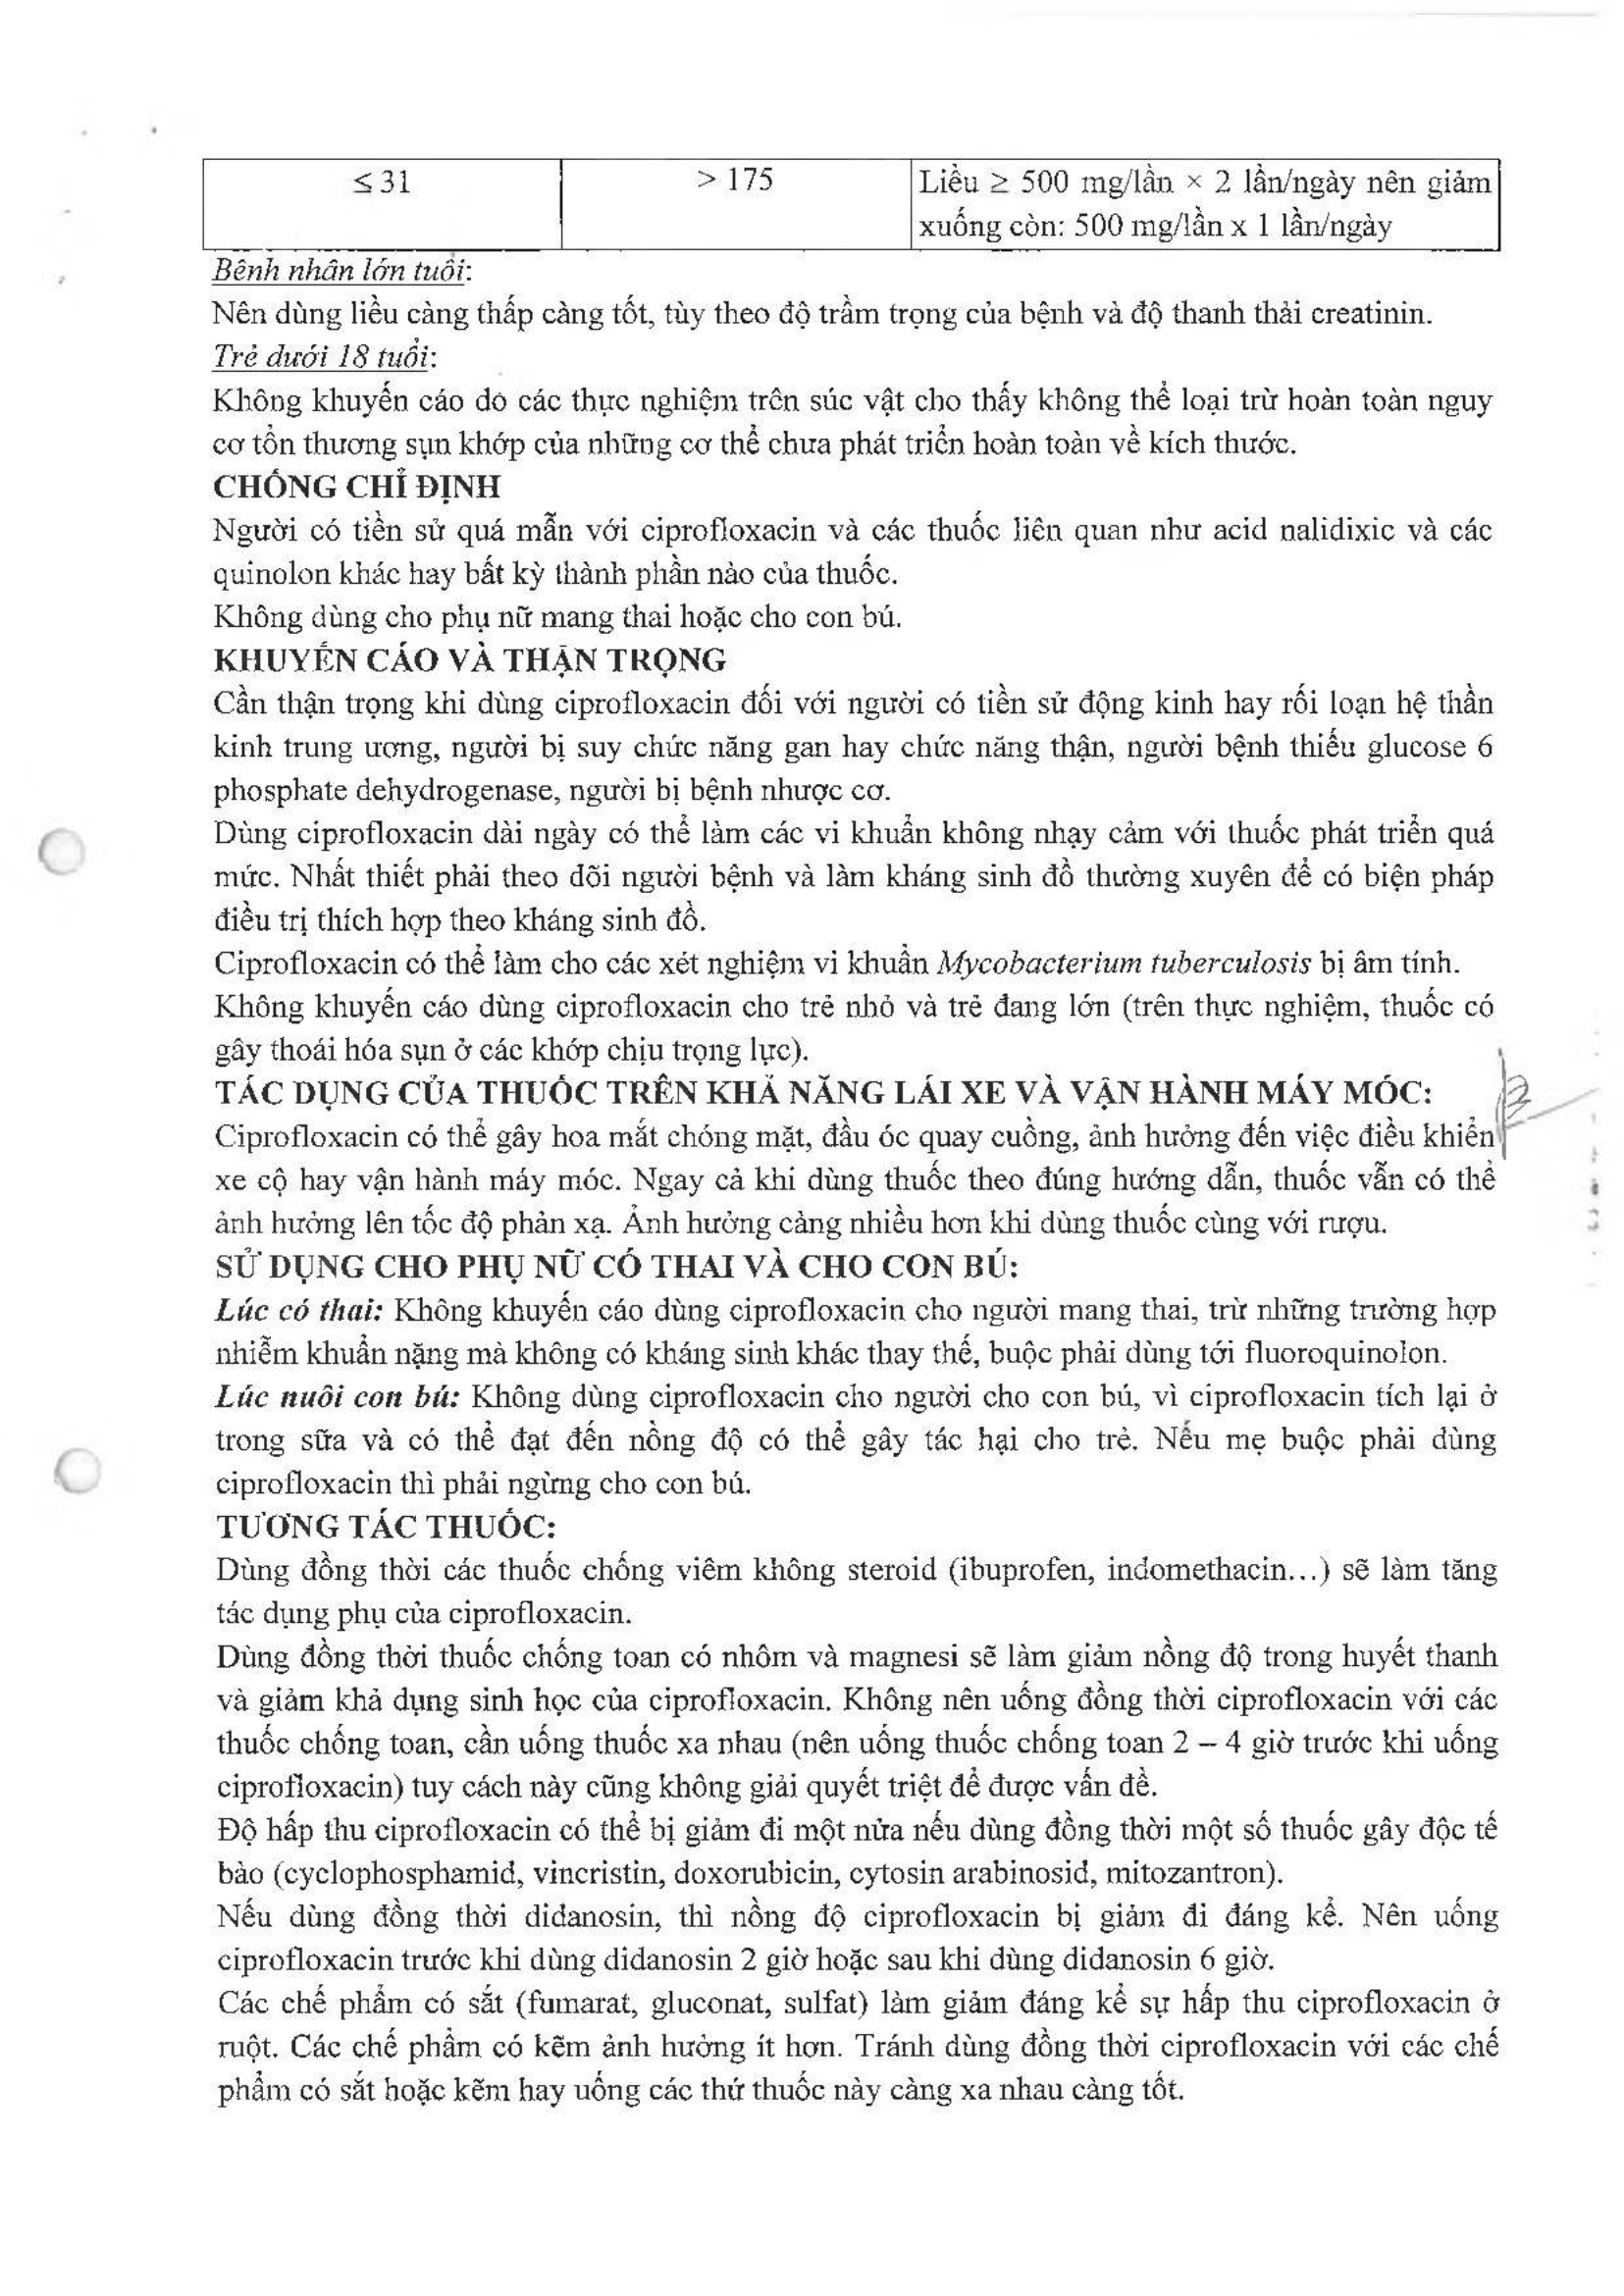 ≤ 31
> 175
Liều ≥ 500 mg/lần × 2 lần/ngày nên giảm
xuống còn: 500 mg/lần x 1 lần/ngày
Bệnh nhân lớn tuổi:
Nên dùng liều càng thấp càng tốt, tùy theo độ trầm trọng của bệnh và độ thanh thải creatinin.
Trẻ dưới 18 tuổi:
Không khuyến cáo do các thực nghiệm trên súc vật cho thấy không thể loại trừ hoàn toàn nguy
cơ tổn thương sụn khớp của những cơ thể chưa phát triển hoàn toàn về kích thước.
CHỐNG CHỈ ĐỊNH
Người có tiền sử quá mẫn với ciprofloxacin và các thuốc liên quan như acid nalidixic và các
quinolon khác hay bất kỳ thành phần nào của thuốc.
Không dùng cho phụ nữ mang thai hoặc cho con bú.
KHUYẾN CÁO VÀ THẬN TRỌNG
Cần thận trọng khi dùng ciprofloxacin đối với người có tiền sử động kinh hay rối loạn hệ thần
kinh trung ương, người bị suy chức năng gan hay chức năng thận, người bệnh thiếu glucose 6
phosphate dehydrogenase, người bị bệnh nhược cơ.
Dùng ciprofloxacin dài ngày có thể làm các vi khuẩn không nhạy cảm với thuốc phát triển quá
mức. Nhất thiết phải theo dõi người bệnh và làm kháng sinh đồ thường xuyên để có biện pháp
điều trị thích hợp theo kháng sinh đồ.
Ciprofloxacin có thể làm cho các xét nghiệm vi khuẩn Mycobacterium tuberculosis bị âm tính.
Không khuyến cáo dùng ciprofloxacin cho trẻ nhỏ và trẻ đang lớn (trên thực nghiệm, thuốc có
gây thoái hóa sụn ở các khớp chịu trọng lực).
TÁC DỤNG CỦA THUỐC TRÊN KHẢ NĂNG LÁI XE VÀ VẬN HÀNH MÁY MÓC:
Ciprofloxacin có thể gây hoa mắt chóng mặt, đầu óc quay cuồng, ảnh hưởng đến việc điều khiển
xe cộ hay vận hành máy móc. Ngay cả khi dùng thuốc theo đúng hướng dẫn, thuốc vẫn có thể
ảnh hưởng lên tốc độ phản xạ. Ảnh hưởng càng nhiều hơn khi dùng thuốc cùng với rượu.
SỬ DỤNG CHO PHỤ NỮ CÓ THAI VÀ CHO CON BÚ:
Lúc có thai: Không khuyến cáo dùng ciprofloxacin cho người mang thai, trừ những trường hợp
nhiễm khuẩn nặng mà không có kháng sinh khác thay thế, buộc phải dùng tới fluoroquinolon.
Lúc nuôi con bú: Không dùng ciprofloxacin cho người cho con bú, vì ciprofloxacin tích lại ở
trong sữa và có thể đạt đến nồng độ có thể gây tác hại cho trẻ. Nếu mẹ buộc phải dùng
ciprofloxacin thì phải ngừng cho con bú.
TƯƠNG TÁC THUỐC:
Dùng đồng thời các thuốc chống viêm không steroid (ibuprofen, indomethacin...) sẽ làm tăng
tác dụng phụ của ciprofloxacin.
Dùng đồng thời thuốc chống toan có nhôm và magnesi sẽ làm giảm nồng độ trong huyết thanh
và giảm khả dụng sinh học của ciprofloxacin. Không nên uống đồng thời ciprofloxacin với các
thuốc chống toan, cần uống thuốc xa nhau (nên uống thuốc chống toan 2 – 4 giờ trước khi uống
ciprofloxacin) tuy cách này cũng không giải quyết triệt để được vấn đề.
Độ hấp thu ciprofloxacin có thể bị giảm đi một nửa nếu dùng đồng thời một số thuốc gây độc tế
bào (cyclophosphamid, vincristin, doxorubicin, cytosin arabinosid, mitozantron).
Nếu dùng đồng thời didanosin, thì nồng độ ciprofloxacin bị giảm đi đáng kể. Nên uống
ciprofloxacin trước khi dùng didanosin 2 giờ hoặc sau khi dùng didanosin 6 giờ.
Các chế phẩm có sắt (fumarat, gluconat, sulfat) làm giảm đáng kể sự hấp thu ciprofloxacin ở
ruột. Các chế phẩm có kẽm ảnh hưởng ít hơn. Tránh dùng đồng thời ciprofloxacin với các chế
phẩm có sắt hoặc kẽm hay uống các thứ thuốc này càng xa nhau càng tốt.